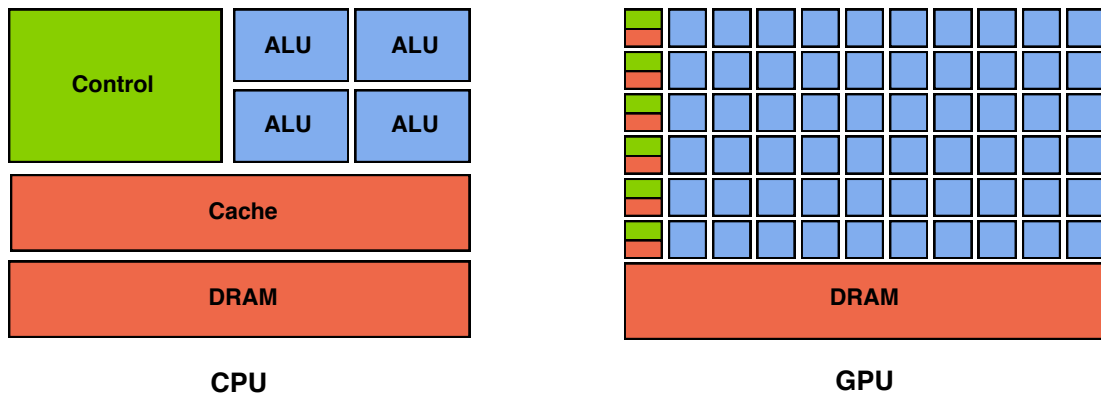 Control
ALU ALU
ALU ALU
Cache
DRAM
CPU
DRAM
GPU